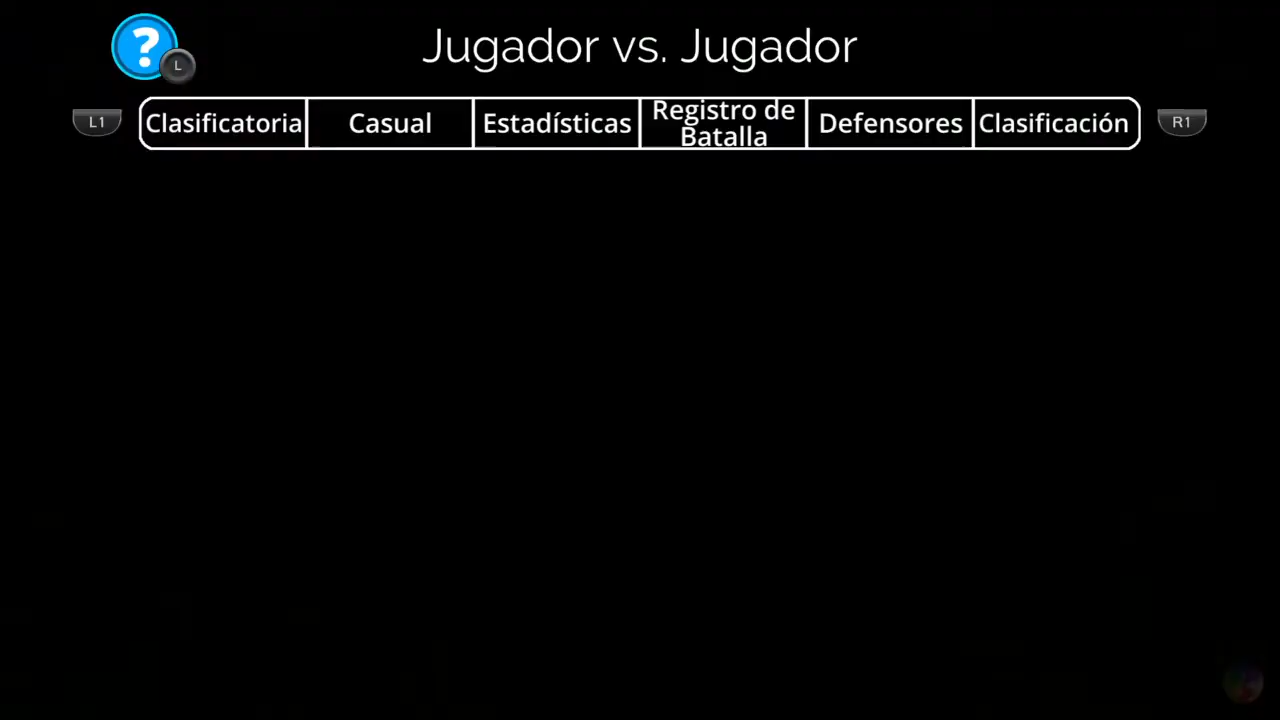 ?
L
Jugador vs. Jugador
L1
Clasificatoria
Casual
Estadísticas
Registro de
Batalla
Defensores
Clasificación
R1